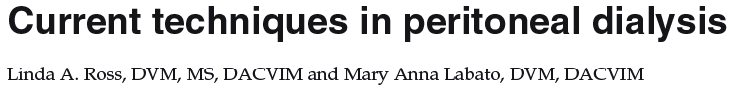 Current techniques in peritoneal dialysis
Linda A. Ross, DVM, MS, DACVIM and Mary Anna Labato, DVM, DACVIM